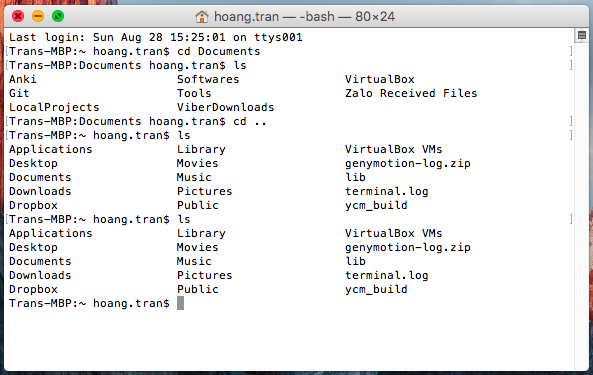 hoang.tran — -bash — 80×24
Last login: Sun Aug 28 15:25:01 on ttys001
[Trans-MBP:~ hoang.tran$ cd Documents ]
[Trans-MBP:Documents hoang.tran$ ls ]
Anki Softwares VirtualBox
Git Tools Zalo Received Files
LocalProjects ViberDownloads
[Trans-MBP:Documents hoang.tran$ cd .. ]
[Trans-MBP:~ hoang.tran$ ls ]
Applications Library VirtualBox VMs
Desktop Movies genymotion-log.zip
Documents Music lib
Downloads Pictures terminal.log
Dropbox Public ycm_build
[Trans-MBP:~ hoang.tran$ ls ]
Applications Library VirtualBox VMs
Desktop Movies genymotion-log.zip
Documents Music lib
Downloads Pictures terminal.log
Dropbox Public ycm_build
Trans-MBP:~ hoang.tran$